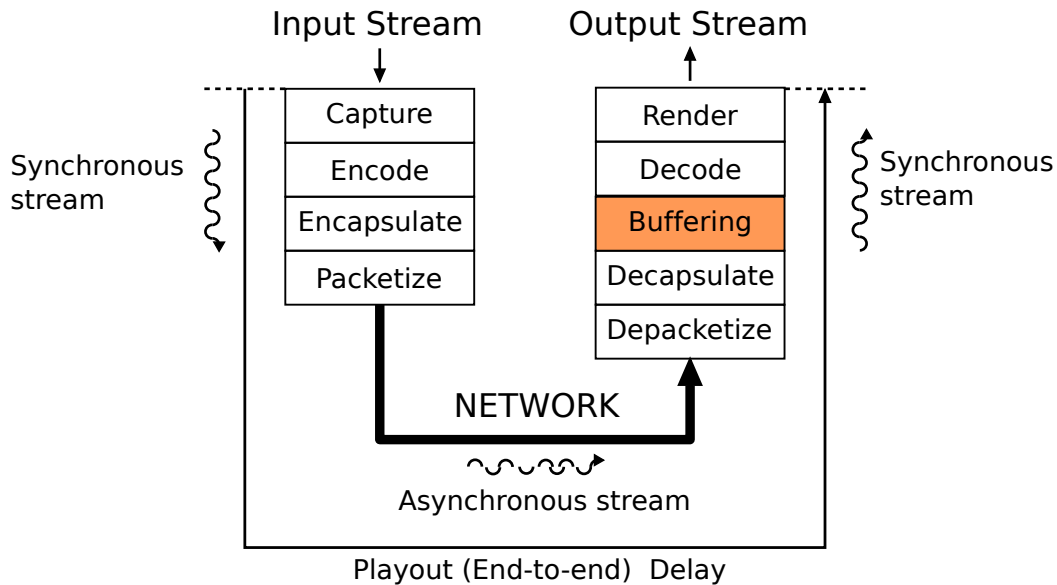 Input Stream
Output Stream
Capture
Encode
Encapsulate
Packetize
Render
Decode
Buffering
Decapsulate
Depacketize
Synchronous
stream
Synchronous
stream
NETWORK
Asynchronous stream
Playout (End-to-end) Delay